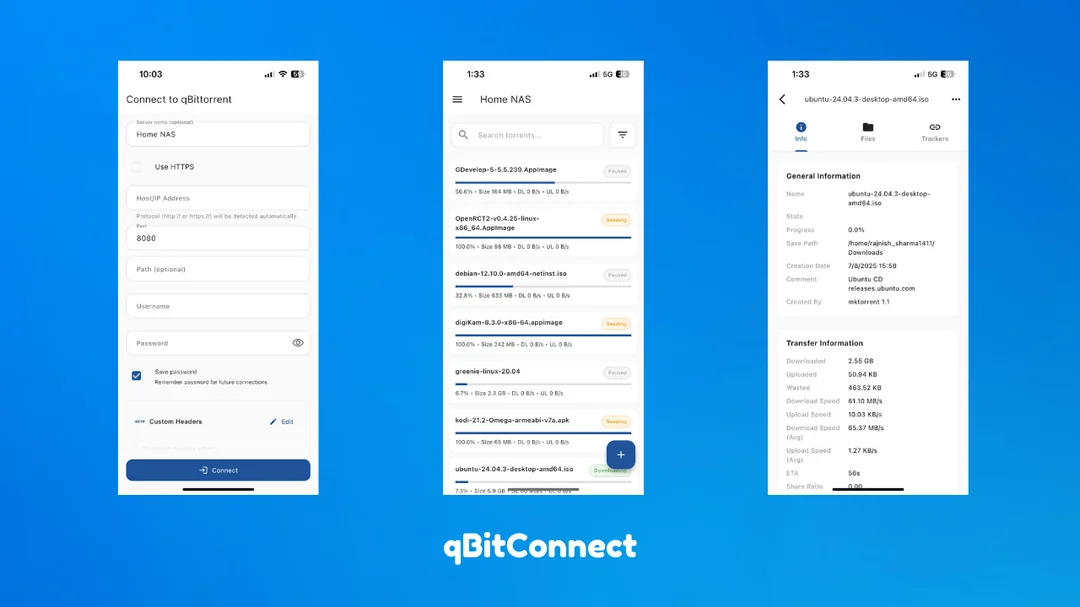 10:03
Connect to qBittorrent
Server name (optional)
Home NAS
Use HTTPS
Host/IP Address
Protocol (http:// or https://) will be detected automatically
Port
8080
Path (optional)
Username
Password
Save password
Remember password for future connections
HTTP Custom Headers Edit
Connect
1:33 5G
Home NAS
Search torrents...
GDevelop-5-5.5.239.AppImage Paused
56.6% • Size 164 MB • DL 0 B/s • UL 0 B/s
OpenRCT2-v0.4.25-linux-
x86_64.AppImage Seeding
100.0% • Size 98 MB • DL 0 B/s • UL 0 B/s
debian-12.10.0-amd64-netinst.iso Paused
32.8% • Size 633 MB • DL 0 B/s • UL 0 B/s
digiKam-8.3.0-x86-64.appimage Seeding
100.0% • Size 242 MB • DL 0 B/s • UL 0 B/s
greenie-linux-20.04 Paused
6.7% • Size 2.3 GB • DL 0 B/s • UL 0 B/s
kodi-21.2-Omega-armeabi-v7a.apk Seeding
100.0% • Size 65 MB • DL 0 B/s • UL 0 B/s
ubuntu-24.04.3-desktop-amd64.iso Downloading
7.3% • Size 5.9 GB
1:33 5G
ubuntu-24.04.3-desktop-amd64.iso
Info Files Trackers
General Information
Name ubuntu-24.04.3-desktop-
amd64.iso
State
Progress 0.0%
Save Path /home/rajnish_sharma1411/
Downloads
Creation Date 7/8/2025 15:58
Comment Ubuntu CD
releases.ubuntu.com
Created By mktorrent 1.1
Transfer Information
Downloaded 2.55 GB
Uploaded 50.94 KB
Wasted 463.52 KB
Download Speed 61.10 MB/s
Upload Speed 10.03 KB/s
Download Speed 65.37 MB/s
(Avg)
Upload Speed 1.27 KB/s
(Avg)
ETA 56s
Share Ratio 0.00
qBitConnect